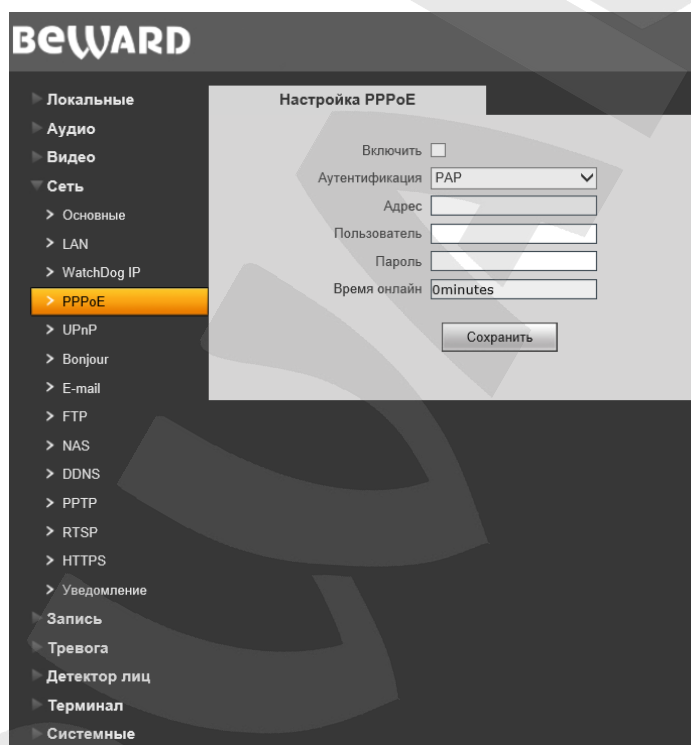 BEWARD
Локальные
Аудио
Видео
Сеть
Основные
LAN
WatchDog IP
PPPoE
UPnP
Bonjour
E-mail
FTP
NAS
DDNS
PPTP
RTSP
HTTPS
Уведомление
Запись
Тревога
Детектор лиц
Терминал
Системные
Настройка PPPoE
Включить
Аутентификация PAP
Адрес
Пользователь
Пароль
Время онлайн 0minutes
Сохранить